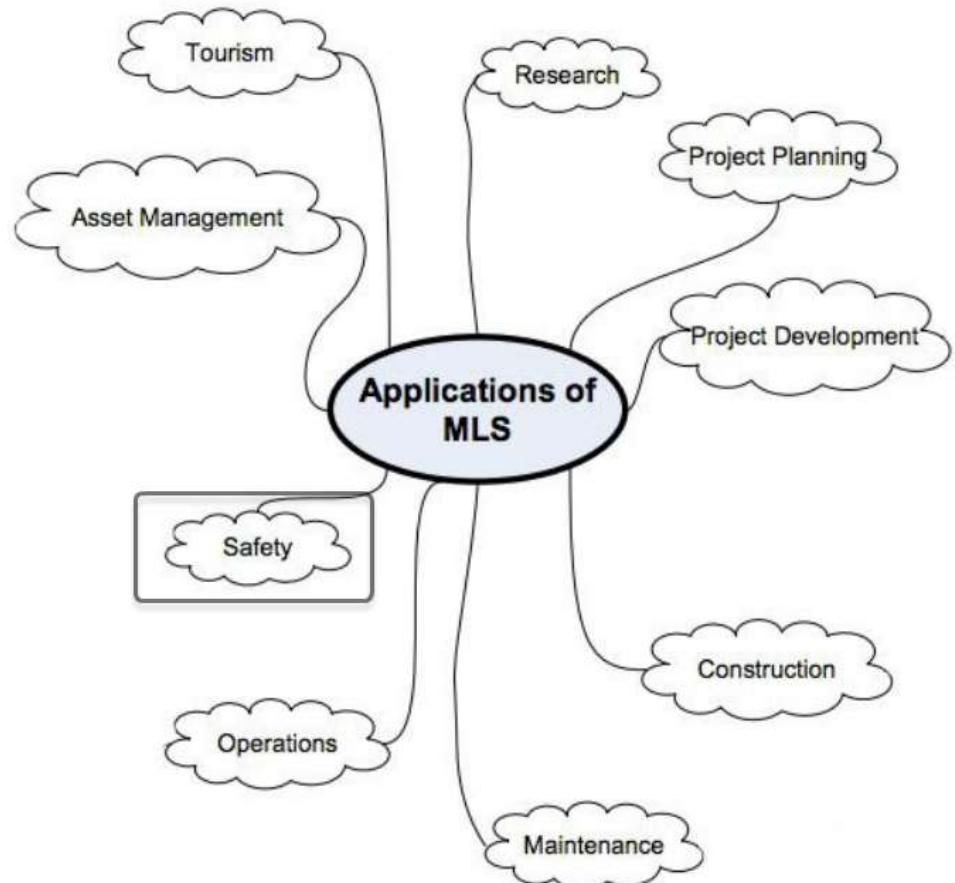 Tourism
Research
Project Planning
Asset Management
Project Development
Applications of
MLS
Safety
Construction
Operations
Maintenance